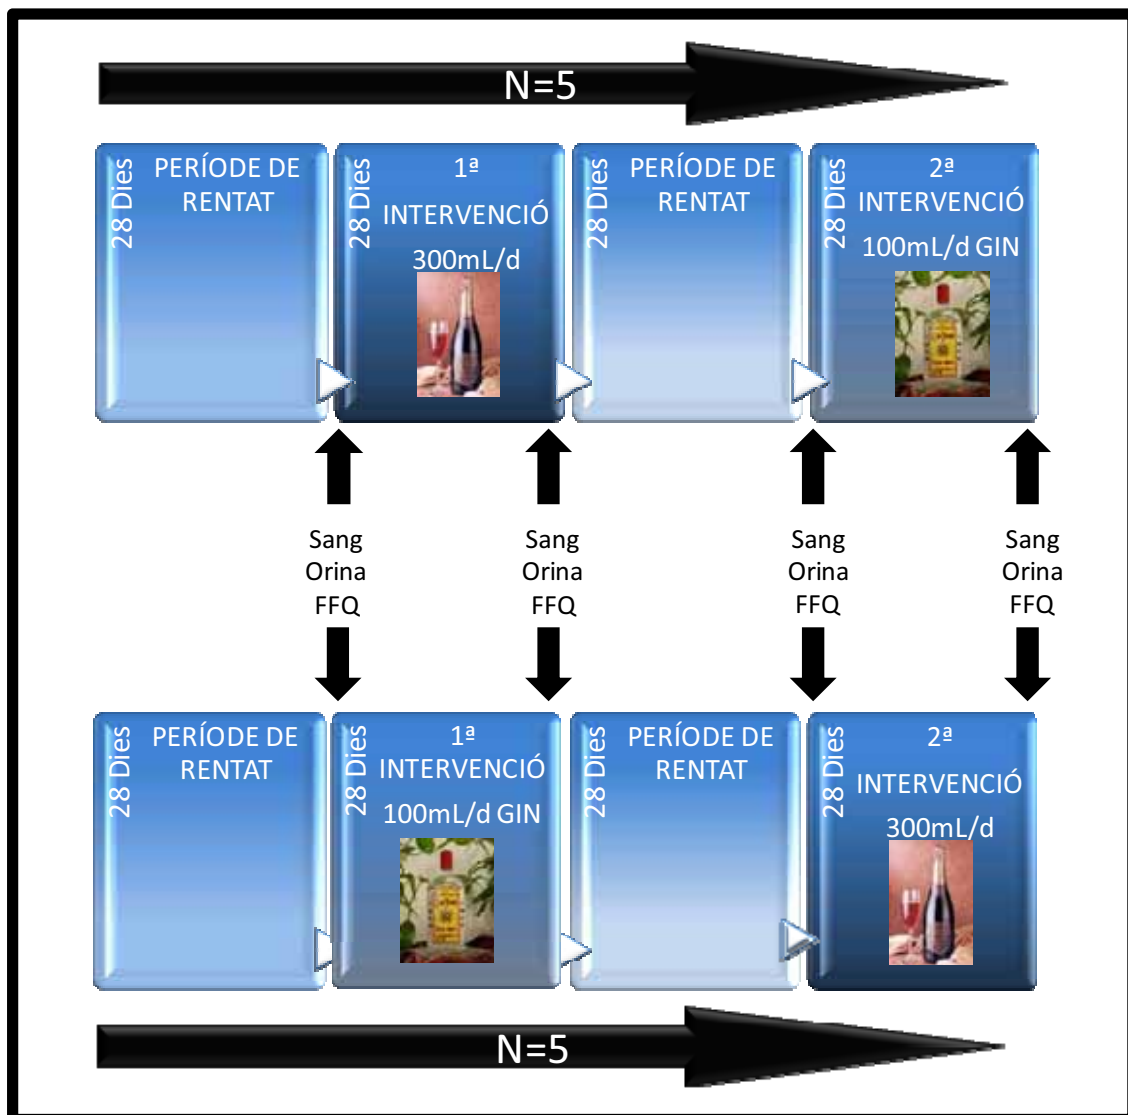 N=5
28 Dies
PERÍODE DE
RENTAT
28 Dies
1ª
INTERVENCIÓ
300mL/d
28 Dies
PERÍODE DE
RENTAT
28 Dies
2ª
INTERVENCIÓ
100mL/d GIN
Sang
Orina
FFQ
Sang
Orina
FFQ
Sang
Orina
FFQ
Sang
Orina
FFQ
28 Dies
PERÍODE DE
RENTAT
28 Dies
1ª
INTERVENCIÓ
100mL/d GIN
28 Dies
PERÍODE DE
RENTAT
28 Dies
2ª
INTERVENCIÓ
300mL/d
N=5